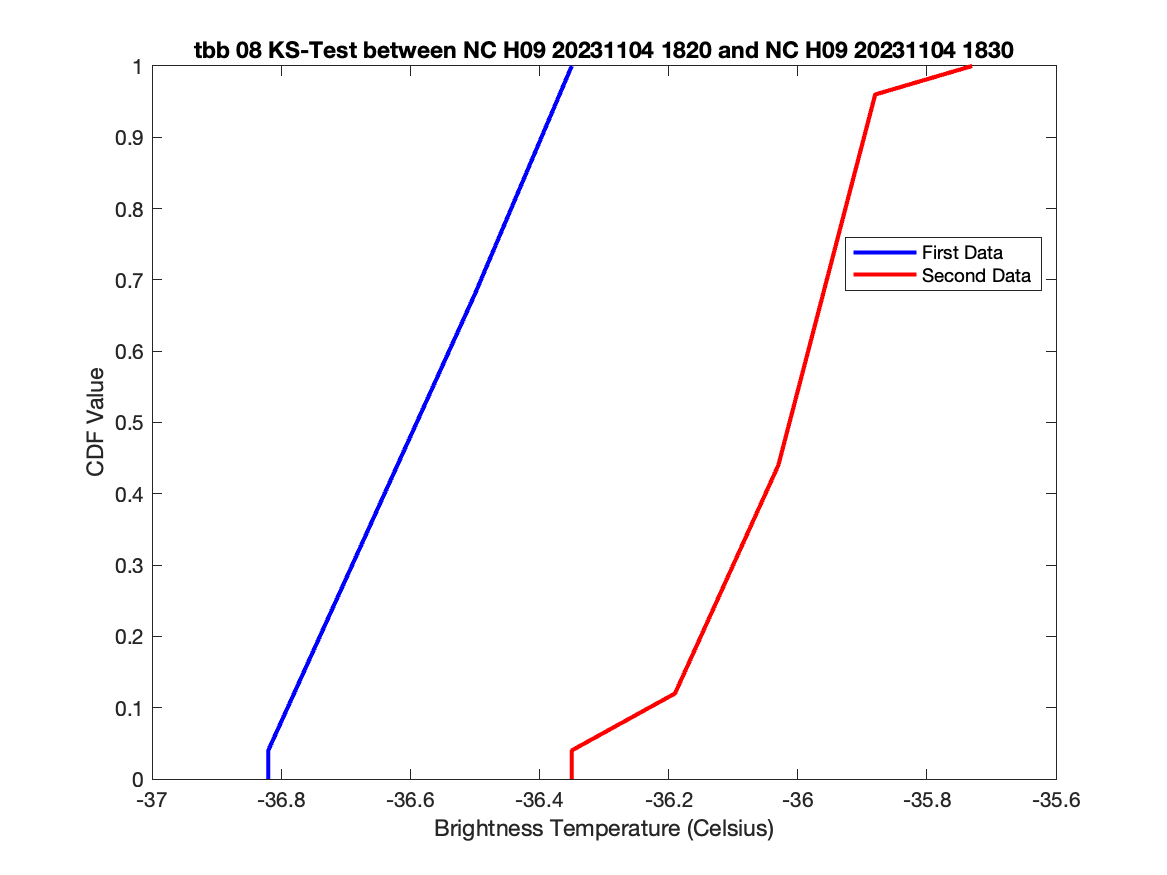 tbb 08 KS-Test between NC H09 20231104 1820 and NC H09 20231104 1830
1
0.9
0.8
0.7
0.6
0.5
0.4
0.3
0.2
0.1
0
CDF Value
First Data
Second Data
-37 -36.8 -36.6 -36.4 -36.2 -36 -35.8 -35.6
Brightness Temperature (Celsius)